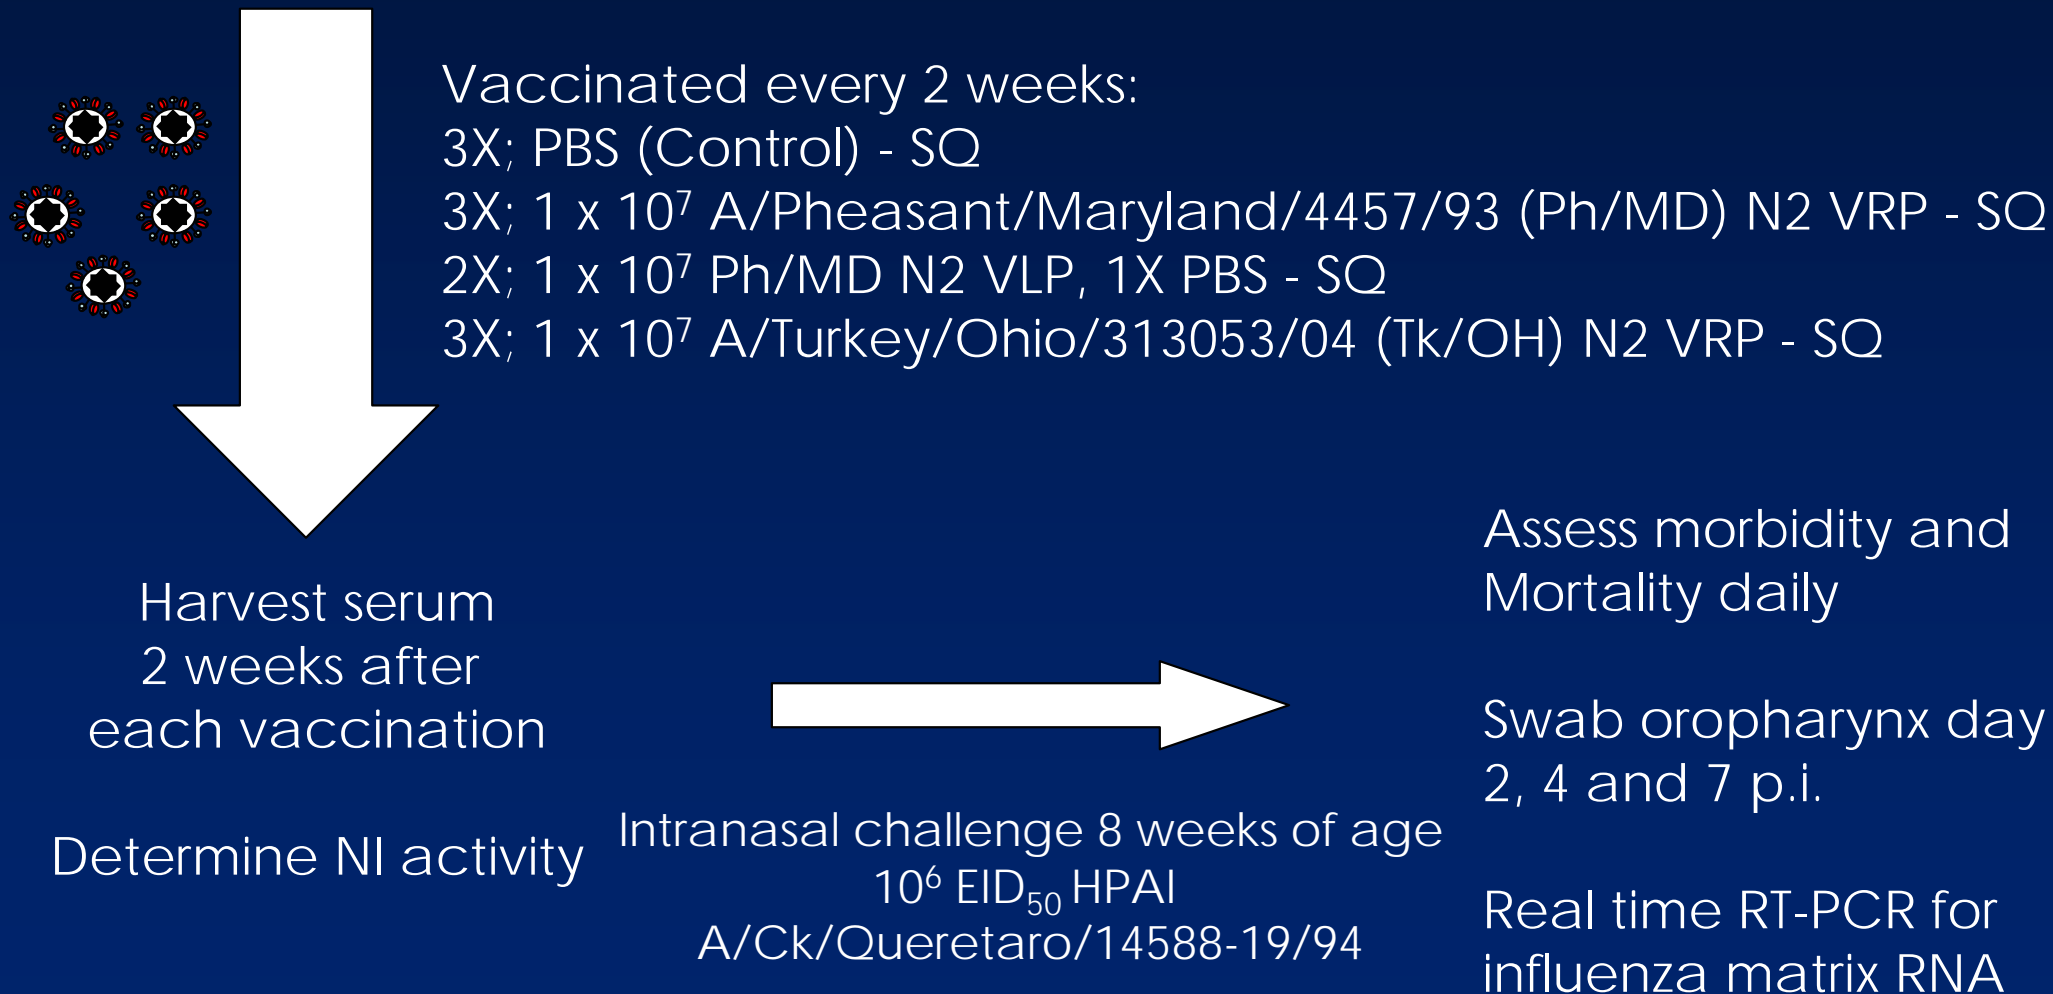 Vaccinated every 2 weeks:
3X; PBS (Control) - SQ
3X; 1 x 10⁷ A/Pheasant/Maryland/4457/93 (Ph/MD) N2 VRP - SQ
2X; 1 x 10⁷ Ph/MD N2 VLP, 1X PBS - SQ
3X; 1 x 10⁷ A/Turkey/Ohio/313053/04 (Tk/OH) N2 VRP - SQ
Harvest serum
2 weeks after
each vaccination
Determine NI activity
Intranasal challenge 8 weeks of age
10⁶ EID₅₀ HPAI
A/Ck/Queretaro/14588-19/94
Assess morbidity and
Mortality daily
Swab oropharynx day
2, 4 and 7 p.i.
Real time RT-PCR for
influenza matrix RNA